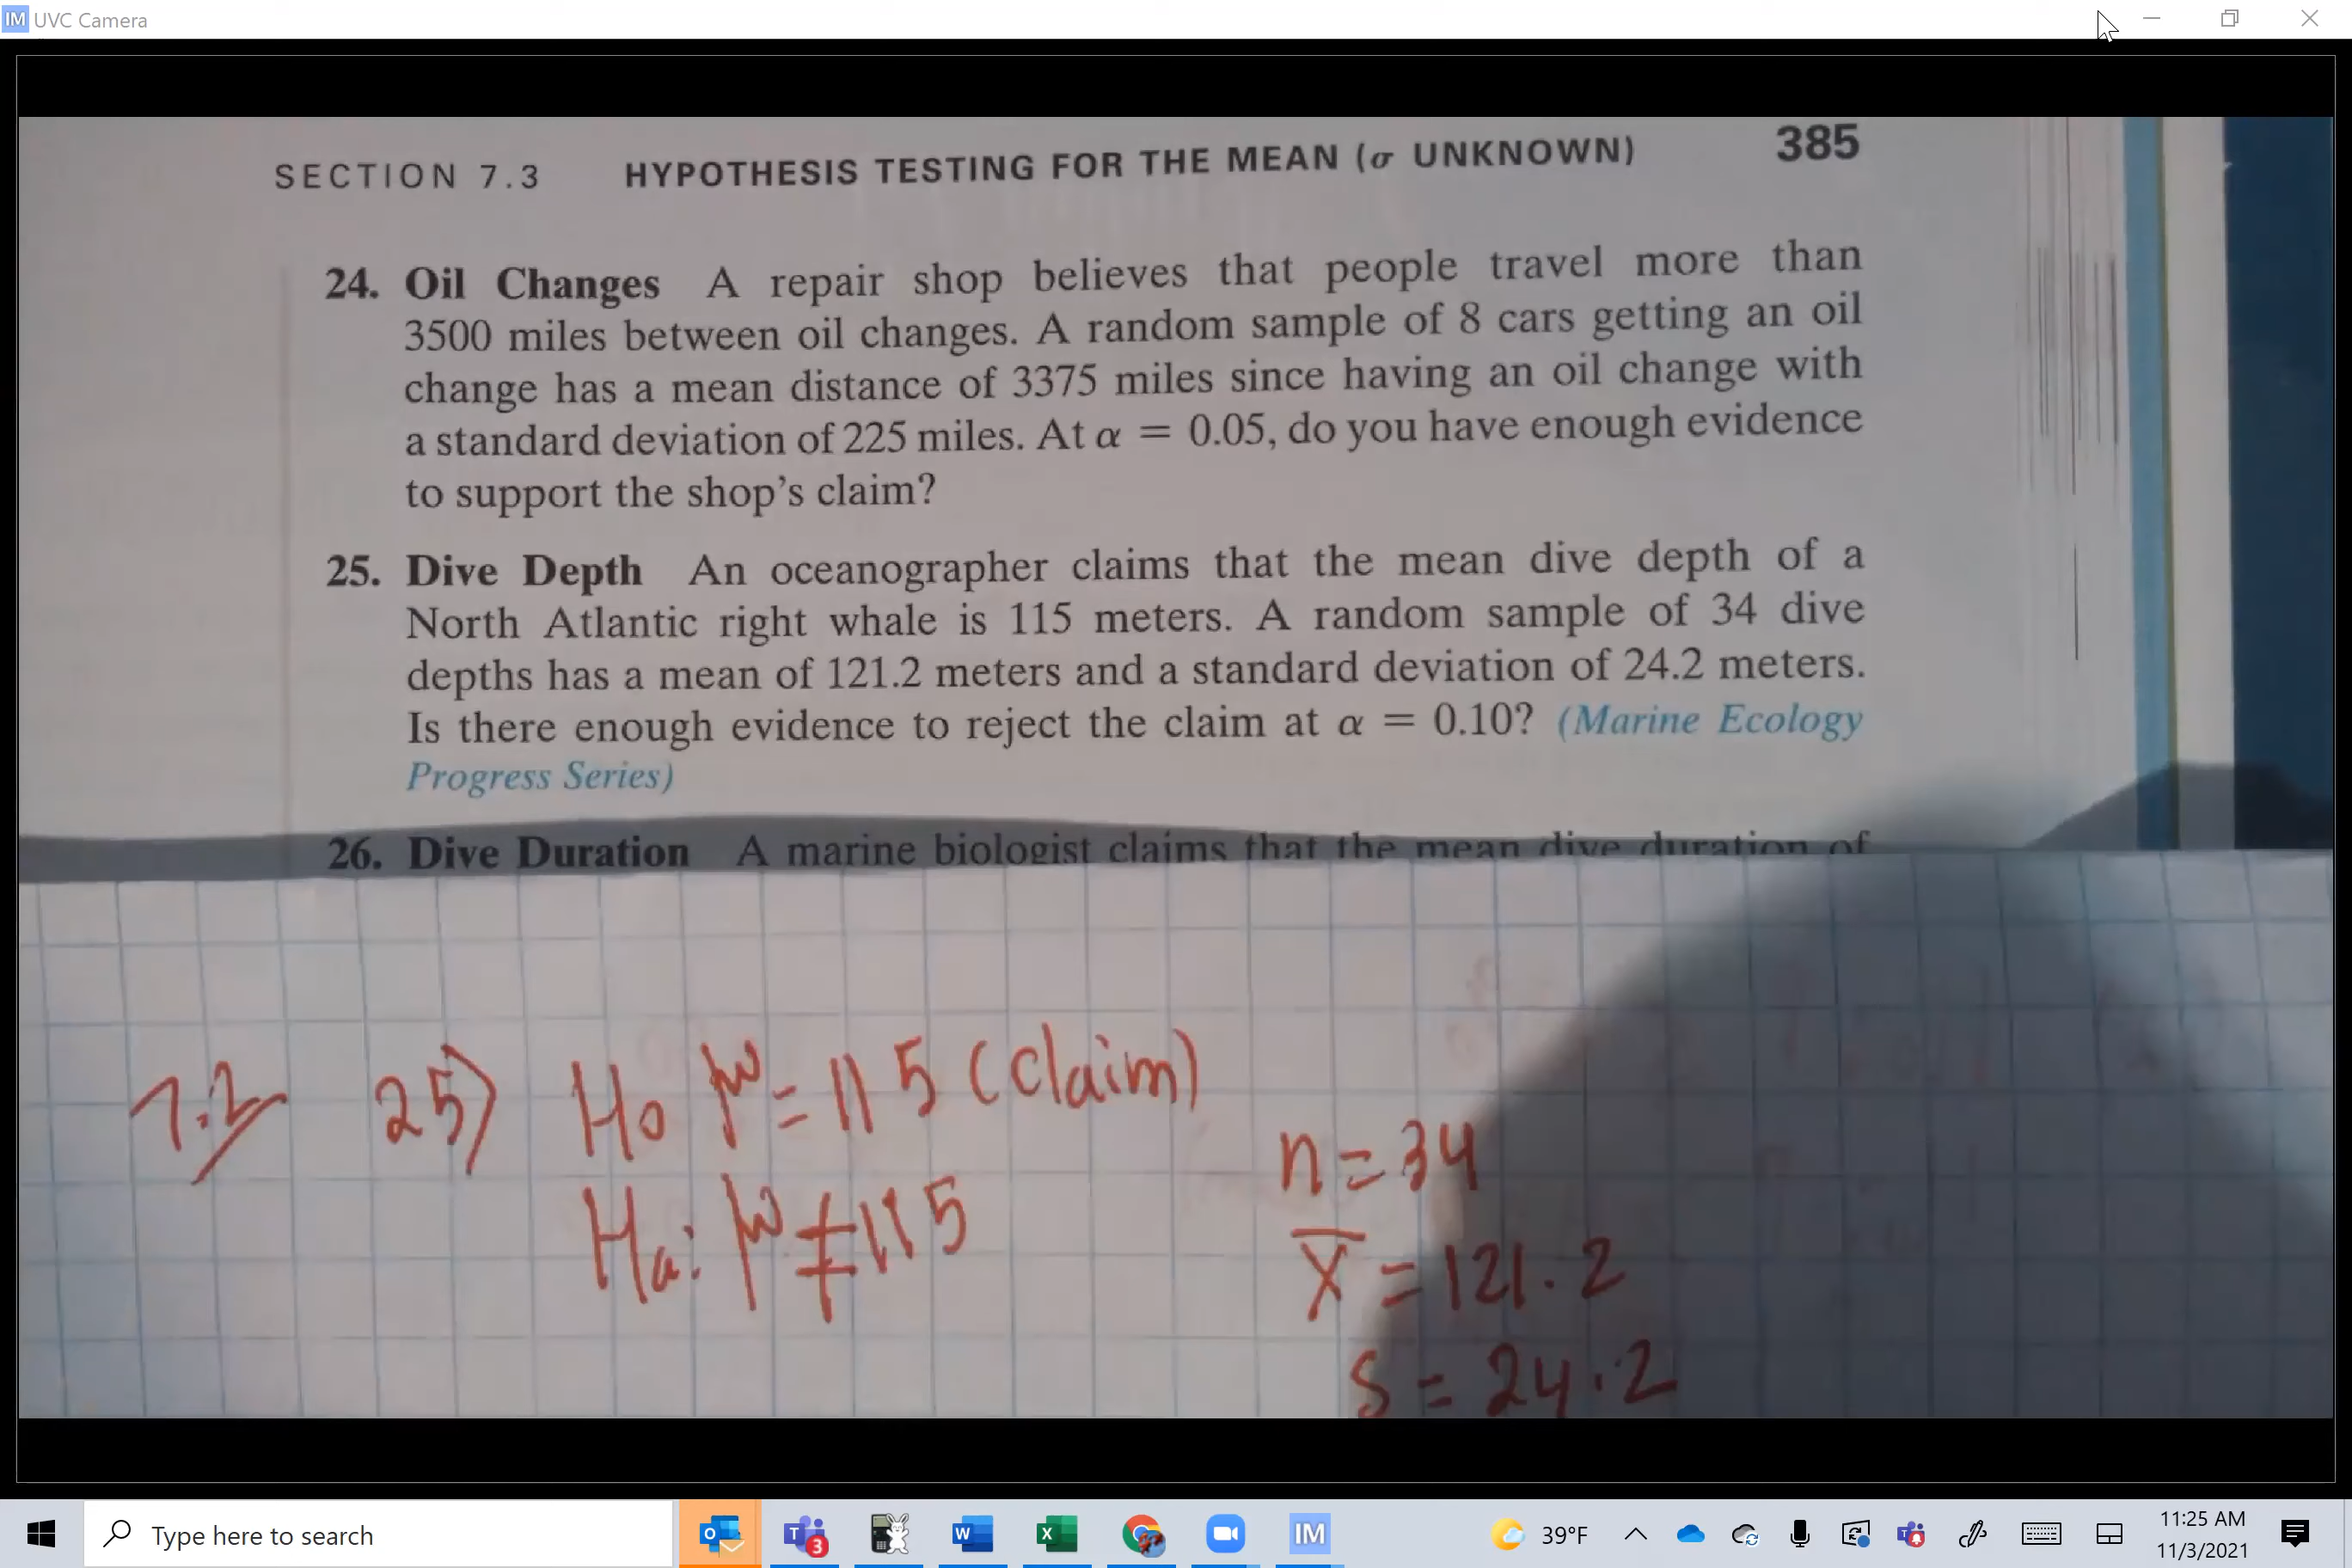 UVC Camera
SECTION 7.3 HYPOTHESIS TESTING FOR THE MEAN (σ UNKNOWN) 385
24. Oil Changes A repair shop believes that people travel more than
3500 miles between oil changes. A random sample of 8 cars getting an oil
change has a mean distance of 3375 miles since having an oil change with
a standard deviation of 225 miles. At α = 0.05, do you have enough evidence
to support the shop's claim?
25. Dive Depth An oceanographer claims that the mean dive depth of a
North Atlantic right whale is 115 meters. A random sample of 34 dive
depths has a mean of 121.2 meters and a standard deviation of 24.2 meters.
Is there enough evidence to reject the claim at α = 0.10? (Marine Ecology
Progress Series)
26. Dive Duration A marine biologist claims that the mean dive duration of
7.2 25) H0 μ = 115 (claim)
Ha: μ ≠ 115
n = 34
x̄ = 121.2
s = 24.2
Type here to search
39°F
11:25 AM
11/3/2021